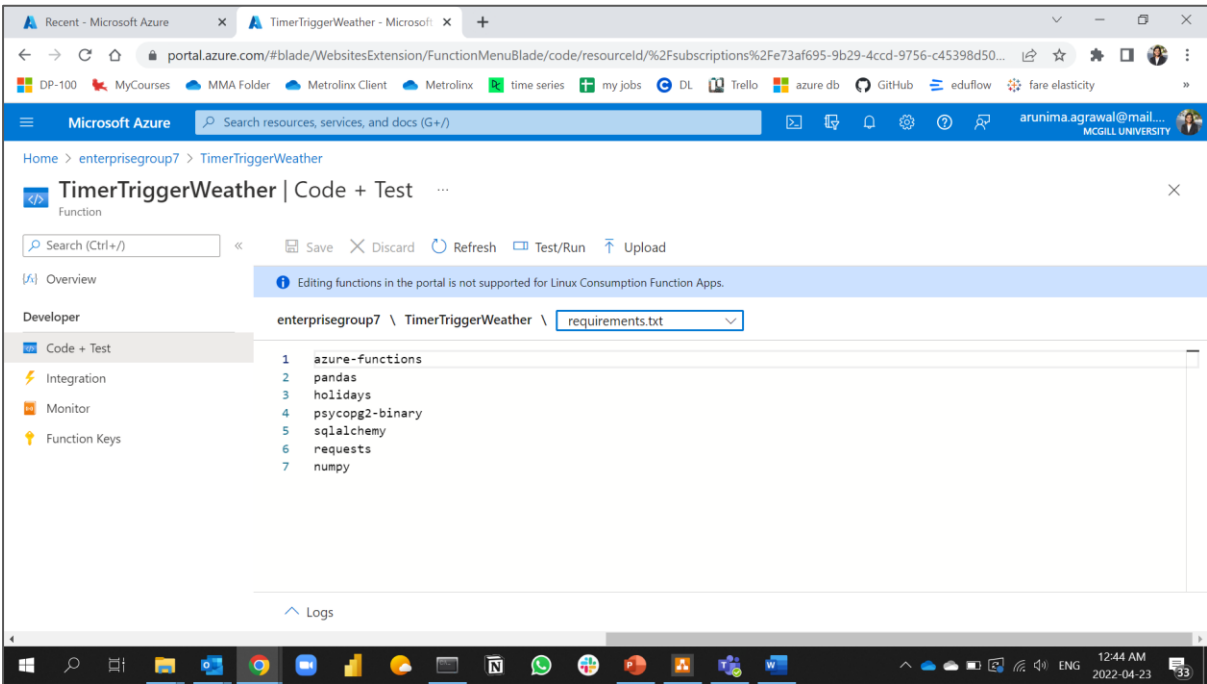 Recent - Microsoft Azure
TimerTriggerWeather - Microsoft
portal.azure.com/#blade/WebsitesExtension/FunctionMenuBlade/code/resourceId/%2Fsubscriptions%2Fe73af695-9b29-4ccd-9756-c45398d50...
DP-100 MyCourses MMA Folder Metrolinx Client Metrolinx time series my jobs DL Trello azure db GitHub eduflow fare elasticity »
Microsoft Azure Search resources, services, and docs (G+/) arunima.agrawal@mail....
MCGILL UNIVERSITY
Home > enterprisegroup7 > TimerTriggerWeather
TimerTriggerWeather | Code + Test ...
Function
Search (Ctrl+/) «
Save Discard Refresh Test/Run Upload
Overview
Editing functions in the portal is not supported for Linux Consumption Function Apps.
Developer
enterprisegroup7 \ TimerTriggerWeather \ requirements.txt
Code + Test
Integration
Monitor
Function Keys
1 azure-functions
2 pandas
3 holidays
4 psycopg2-binary
5 sqlalchemy
6 requests
7 numpy
Logs
ENG 12:44 AM
2022-04-23
33